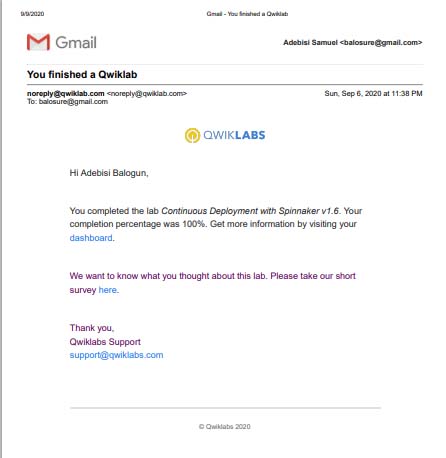 9/9/2020
Gmail - You finished a Qwiklab
Gmail
Adebisi Samuel <balosure@gmail.com>
You finished a Qwiklab
noreply@qwiklab.com <noreply@qwiklab.com>
Sun, Sep 6, 2020 at 11:38 PM
To: balosure@gmail.com
QWIKLABS
Hi Adebisi Balogun,
You completed the lab Continuous Deployment with Spinnaker v1.6. Your
completion percentage was 100%. Get more information by visiting your
dashboard.
We want to know what you thought about this lab. Please take our short
survey here.
Thank you,
Qwiklabs Support
support@qwiklabs.com
© Qwiklabs 2020